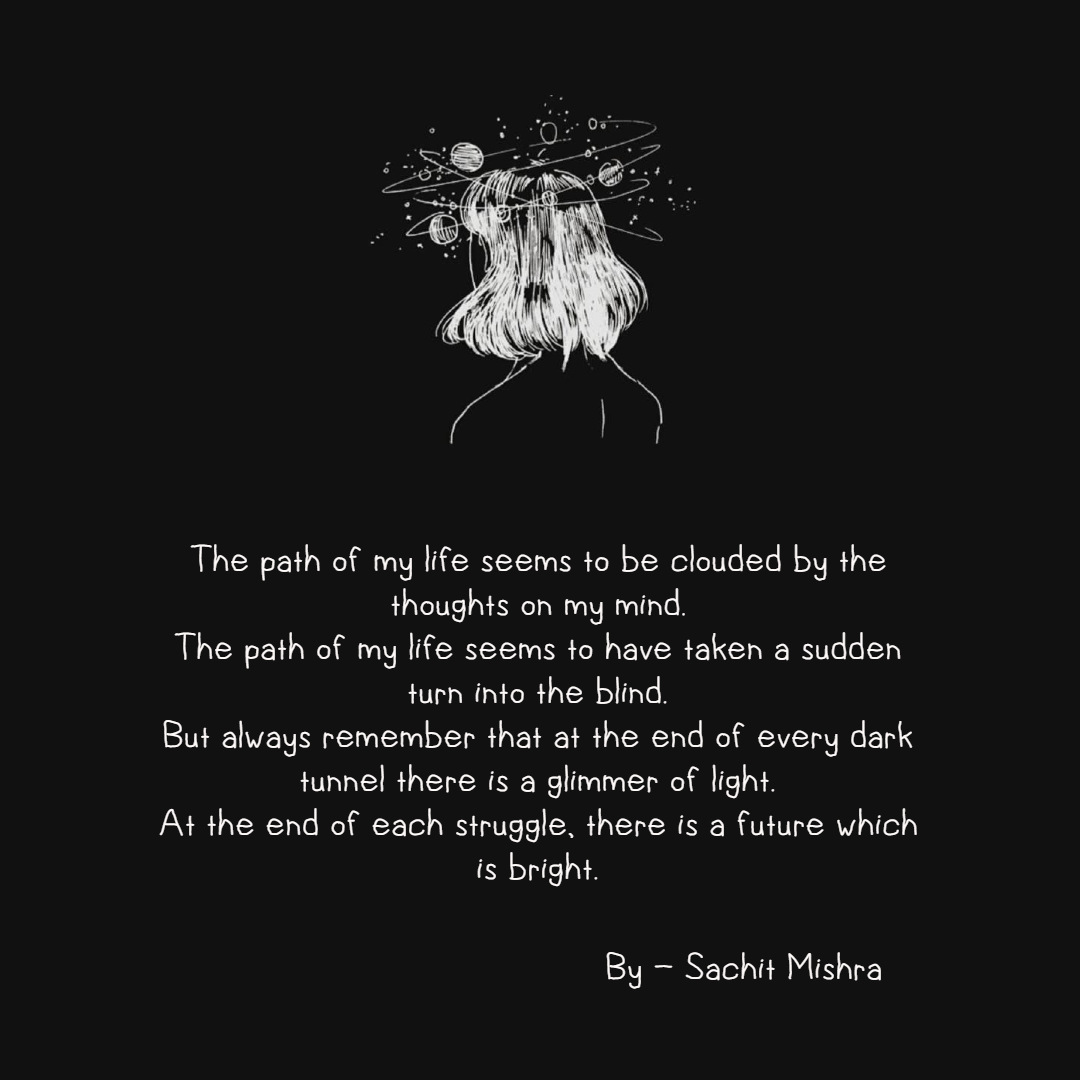 The path of my life seems to be clouded by the
thoughts on my mind.
The path of my life seems to have taken a sudden
turn into the blind.
But always remember that at the end of every dark
tunnel there is a glimmer of light.
At the end of each struggle, there is a future which
is bright.
By - Sachit Mishra